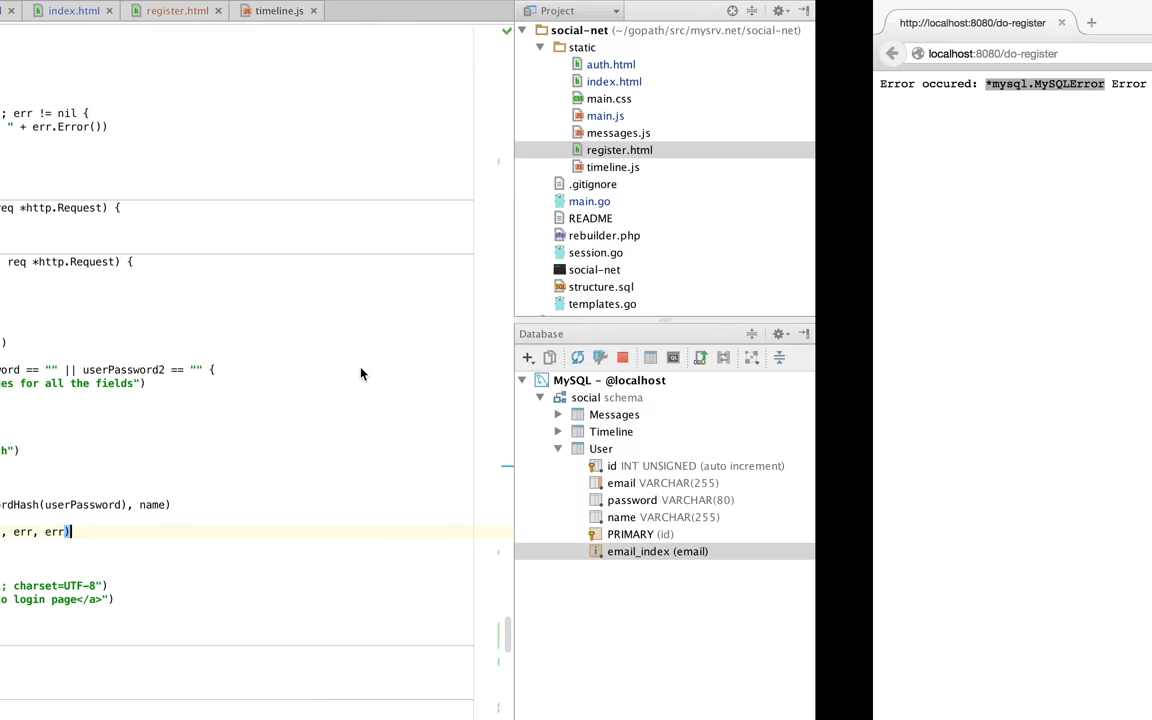 index.html
register.html
timeline.js
; err != nil {
" + err.Error())
req *http.Request) {
req *http.Request) {
)
ord == "" || userPassword2 == "" {
es for all the fields")
h")
rdHash(userPassword), name)
, err, err)
; charset=UTF-8")
o login page</a>")
Project
social-net (~/gopath/src/mysrv.net/social-net)
static
auth.html
index.html
main.css
main.js
messages.js
register.html
timeline.js
.gitignore
main.go
README
rebuilder.php
session.go
social-net
structure.sql
templates.go
Database
MySQL - @localhost
social schema
Messages
Timeline
User
id INT UNSIGNED (auto increment)
email VARCHAR(255)
password VARCHAR(80)
name VARCHAR(255)
PRIMARY (id)
email_index (email)
http://localhost:8080/do-register
localhost:8080/do-register
Error occured: *mysql.MySQLError Error